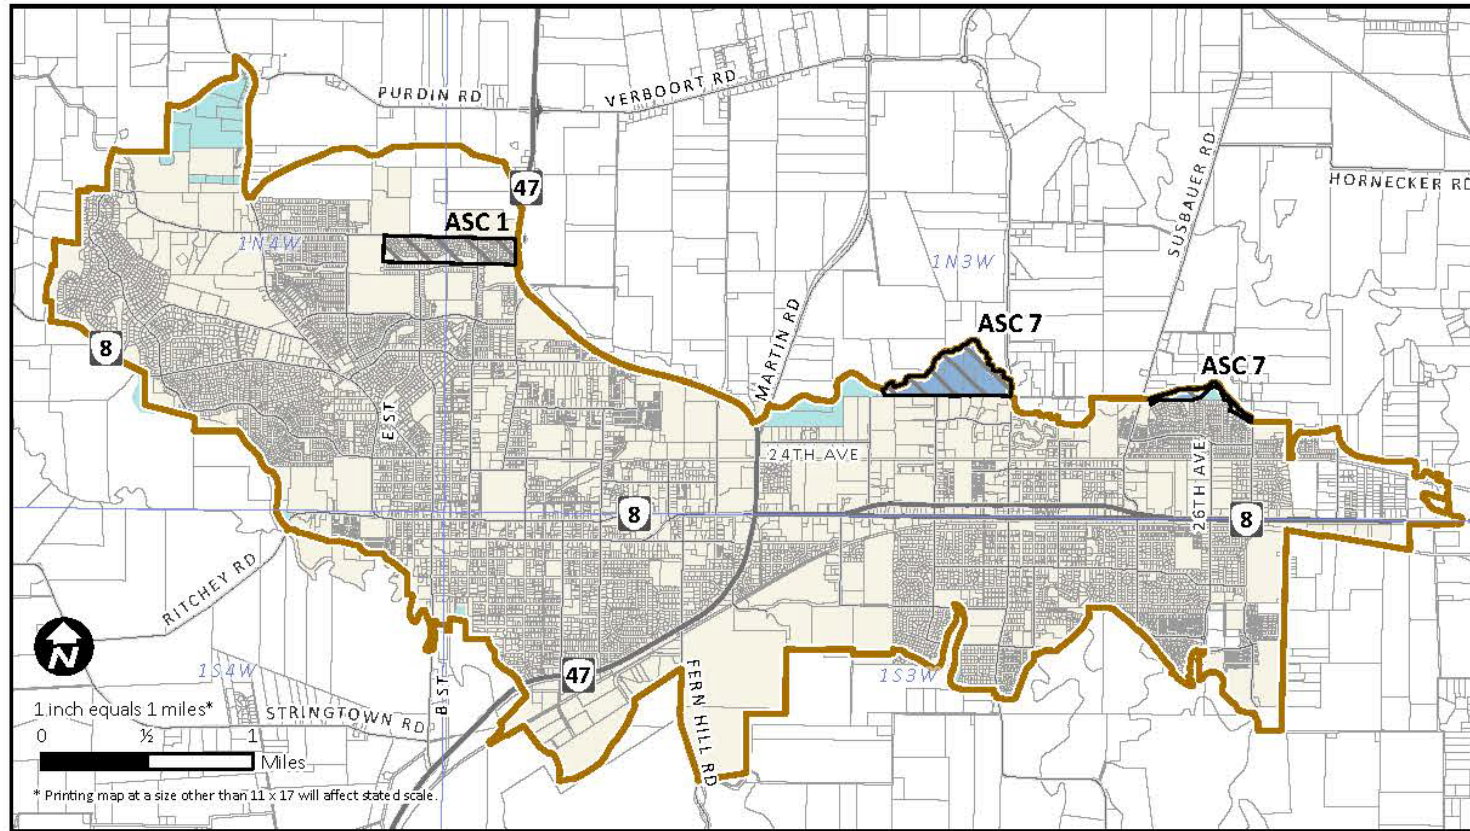 PURDIN RD
VERBOORT RD
47
HORNECKER RD
SUSBAUER RD
ASC 1
1N4W
1N3W
MARTIN RD
ASC 7
8
ASC 7
E ST
24TH AVE
26TH AVE
8
8
RITCHEY RD
N
1S4W
47
1S3W
FERN HILL RD
B ST
STRINGTOWN RD
1 inch equals 1 miles*
0 ½ 1
Miles
* Printing map at a size other than 11 x 17 will affect stated scale.